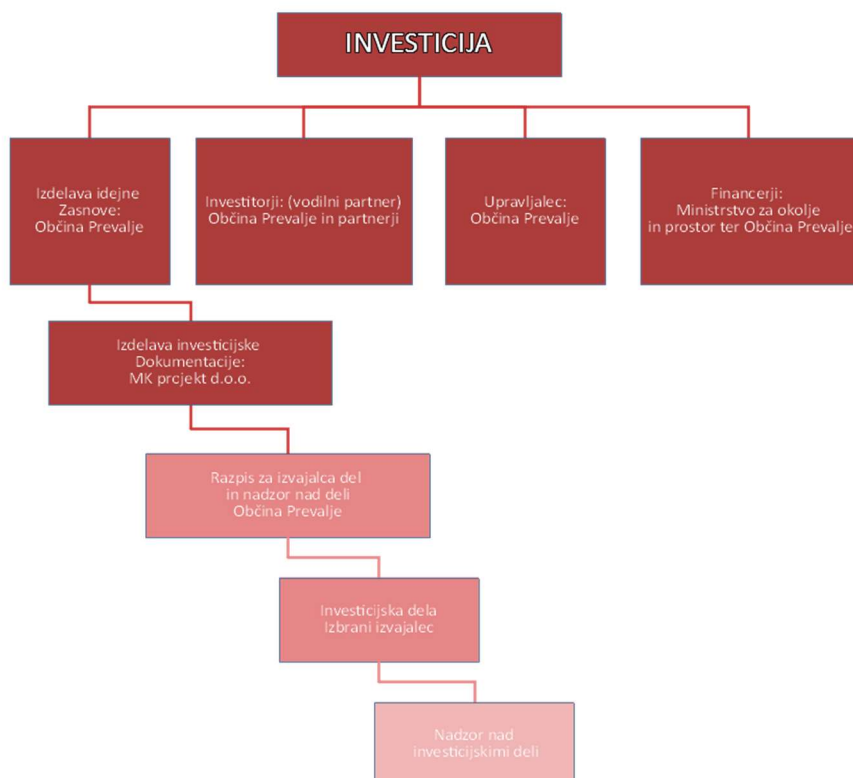 INVESTICIJA
Izdelava idejne
Zasnove:
Občina Prevalje
Investitorji: (vodilni partner)
Občina Prevalje in partnerji
Upravljalec:
Občina Prevalje
Financerji:
Ministrstvo za okolje
in prostor ter Občina Prevalje
Izdelava investicijske
Dokumentacije:
MK projekt d.o.o.
Razpis za izvajalca del
in nadzor nad deli
Občina Prevalje
Investicijska dela
Izbrani izvajalec
Nadzor nad
investicijskimi deli